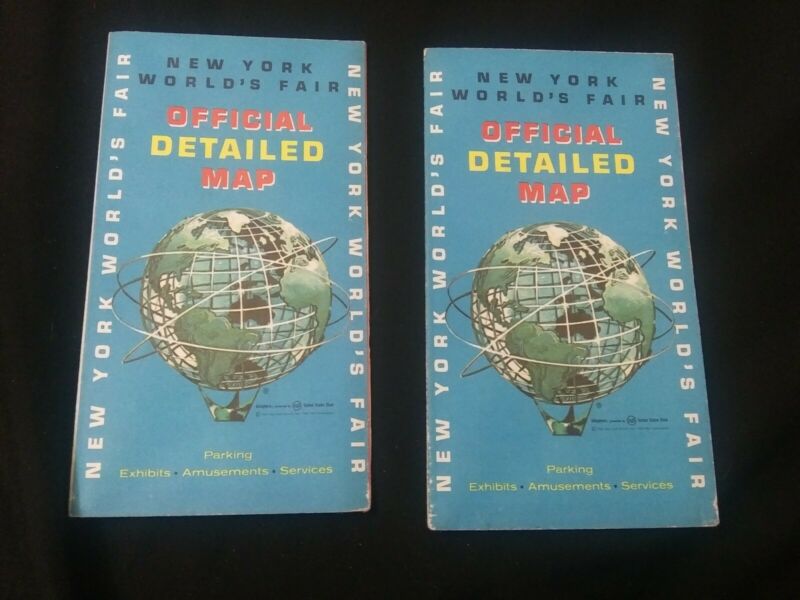 NEW YORK
WORLD'S FAIR
OFFICIAL
DETAILED
MAP
NEW YORK WORLD'S FAIR
NEW YORK WORLD'S FAIR
Parking
Exhibits • Amusements • Services
NEW YORK
WORLD'S FAIR
OFFICIAL
DETAILED
MAP
NEW YORK WORLD'S FAIR
NEW YORK WORLD'S FAIR
Parking
Exhibits • Amusements • Services